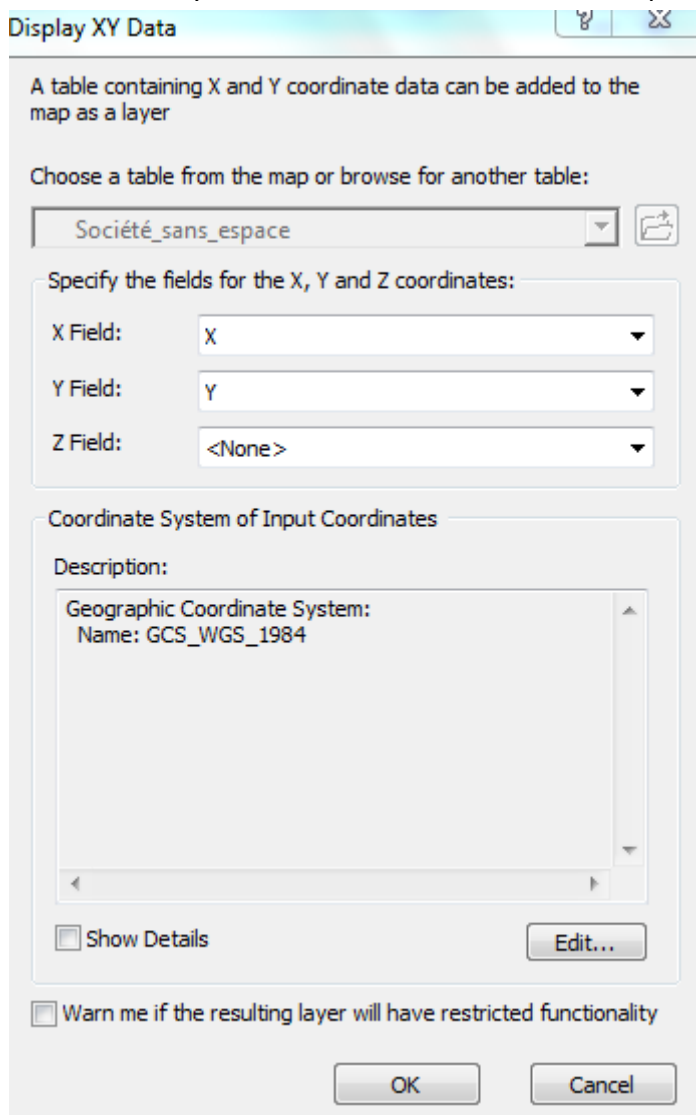 Display XY Data
A table containing X and Y coordinate data can be added to the
map as a layer
Choose a table from the map or browse for another table:
Société_sans_espace
Specify the fields for the X, Y and Z coordinates:
X Field:
X
Y Field:
Y
Z Field:
<None>
Coordinate System of Input Coordinates
Description:
Geographic Coordinate System:
Name: GCS_WGS_1984
Show Details
Edit...
Warn me if the resulting layer will have restricted functionality
OK
Cancel